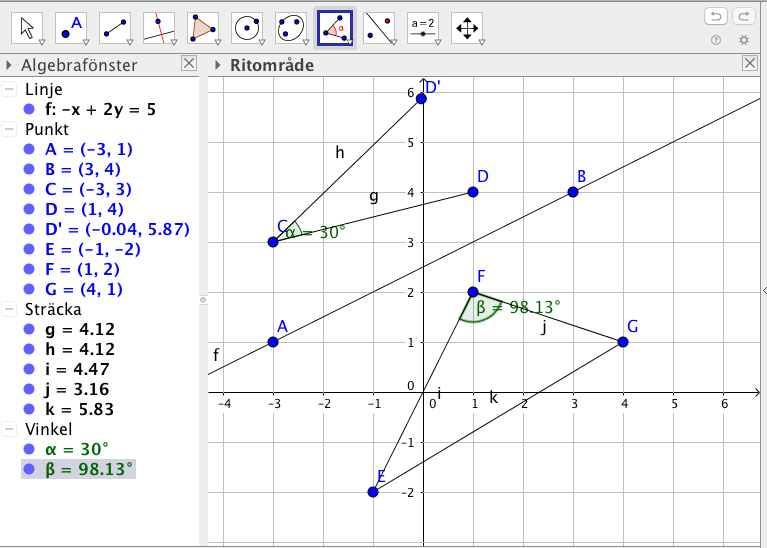 A
α
a=2
Algebrafönster
Ritområde
Linje
f: –x + 2y = 5
Punkt
A = (–3, 1)
B = (3, 4)
C = (–3, 3)
D = (1, 4)
D' = (–0.04, 5.87)
E = (–1, –2)
F = (1, 2)
G = (4, 1)
Sträcka
g = 4.12
h = 4.12
i = 4.47
j = 3.16
k = 5.83
Vinkel
α = 30°
β = 98.13°
6
D'
5
h
D
B
g
4
C
α = 30°
3
F
2
β = 98.13°
A
G
j
1
f
0
i
k
–4 –3 –2 –1 0 1 2 3 4 5 6
–1
E
–2